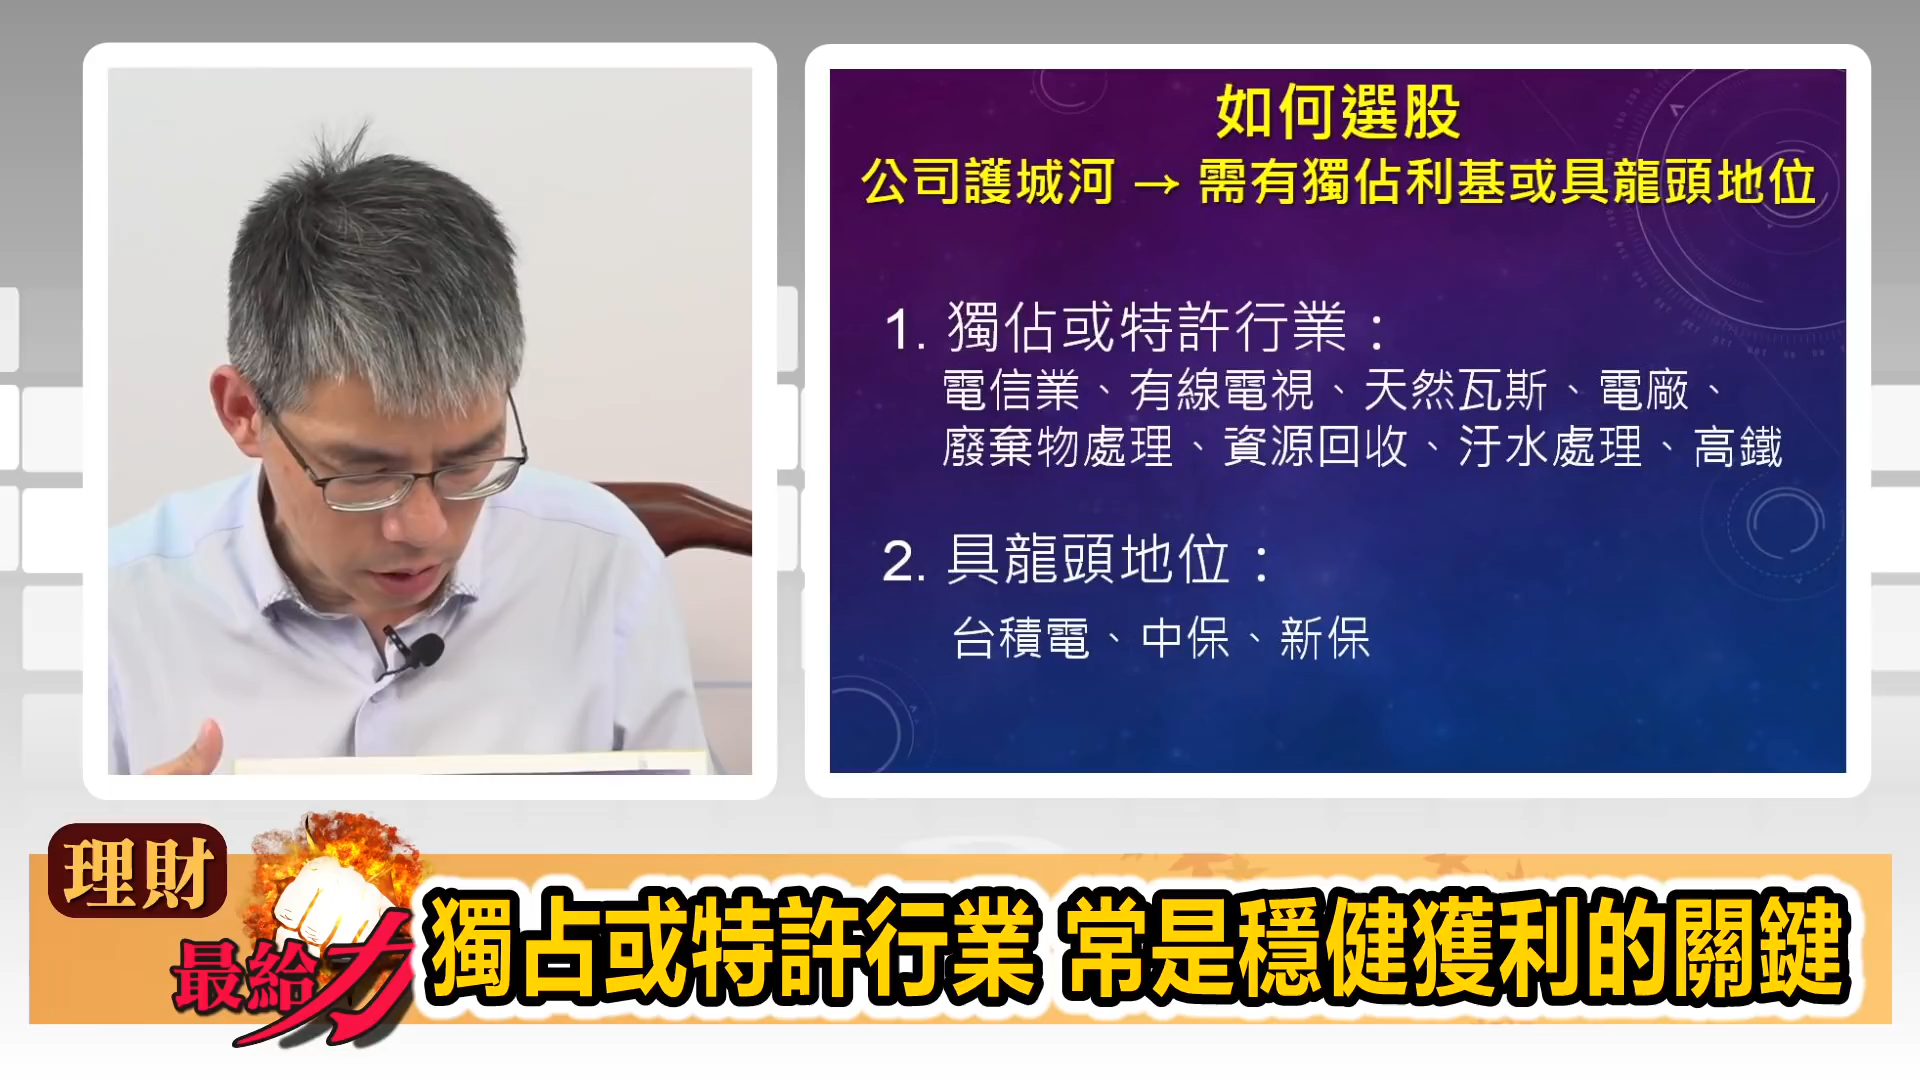 如何選股
公司護城河 → 需有獨佔利基或具龍頭地位
1. 獨佔或特許行業：
電信業、有線電視、天然瓦斯、電廠、
廢棄物處理、資源回收、汙水處理、高鐵
2. 具龍頭地位：
台積電、中保、新保
理財
最給力
獨占或特許行業 常是穩健獲利的關鍵